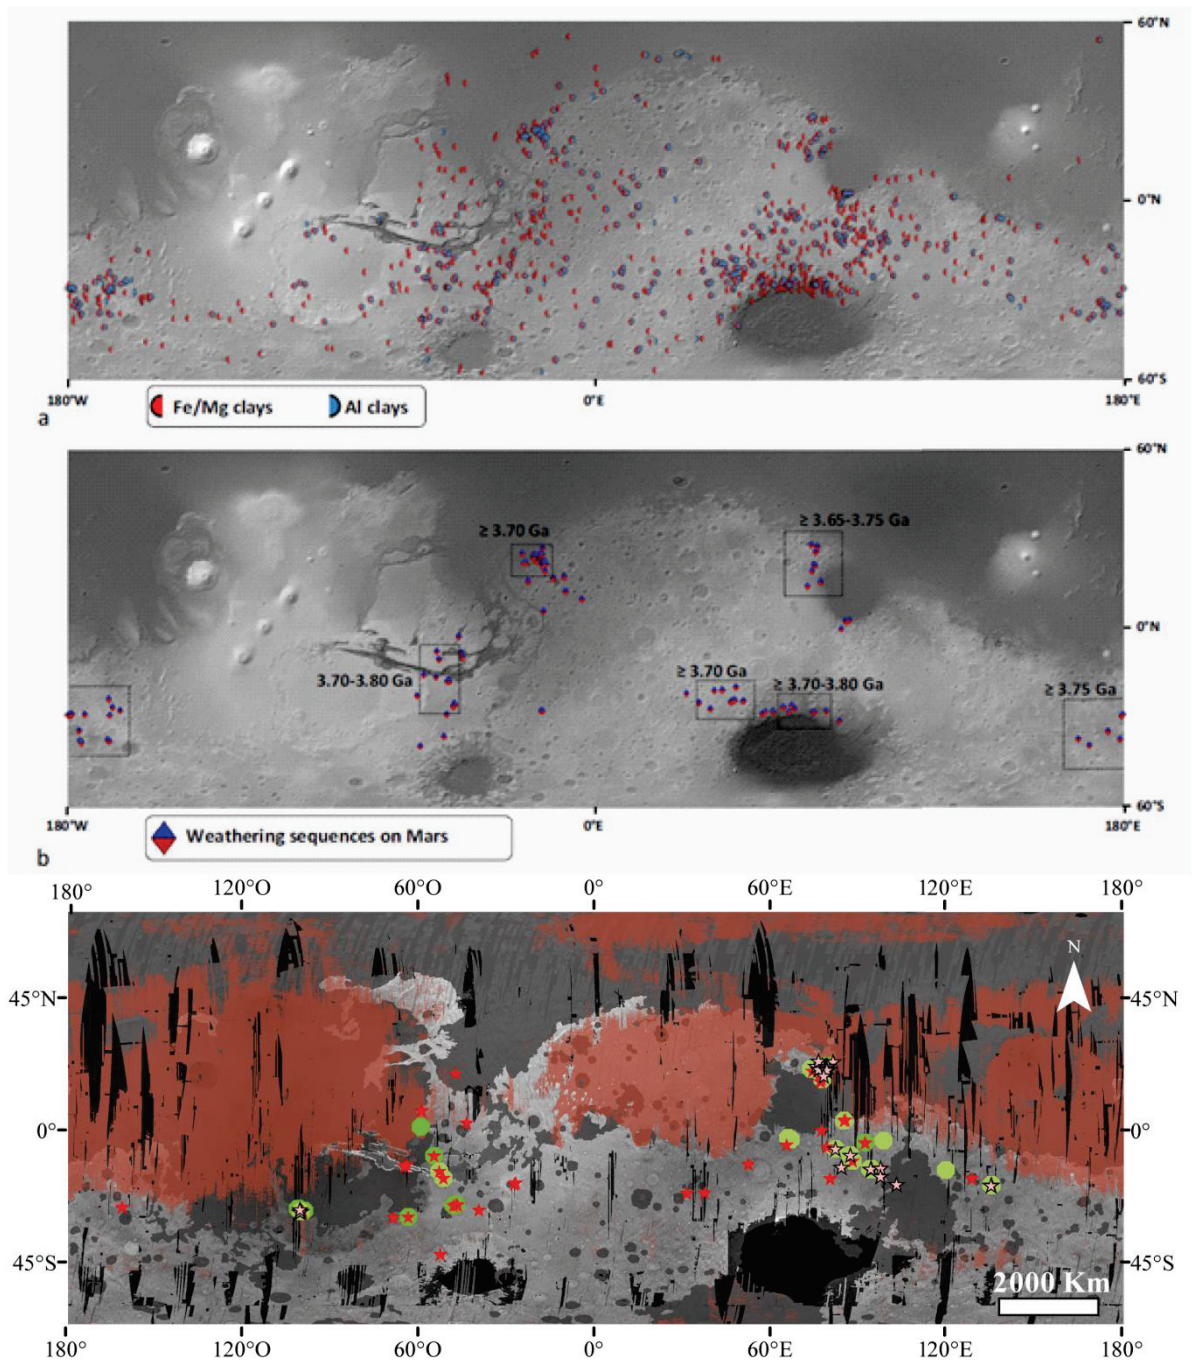 60°N
0°N
60°S
180°W 0°E 180°E
Fe/Mg clays Al clays
a
60°N
≥ 3.70 Ga ≥ 3.65-3.75 Ga
0°N
3.70-3.80 Ga ≥ 3.70 Ga ≥ 3.70-3.80 Ga ≥ 3.75 Ga
60°S
180°W 0°E 180°E
Weathering sequences on Mars
b
180° 120°O 60°O 0° 60°E 120°E 180°
N
45°N 45°N
0° 0°
45°S 45°S
2000 Km
180° 120°O 60°O 0° 60°E 120°E 180°